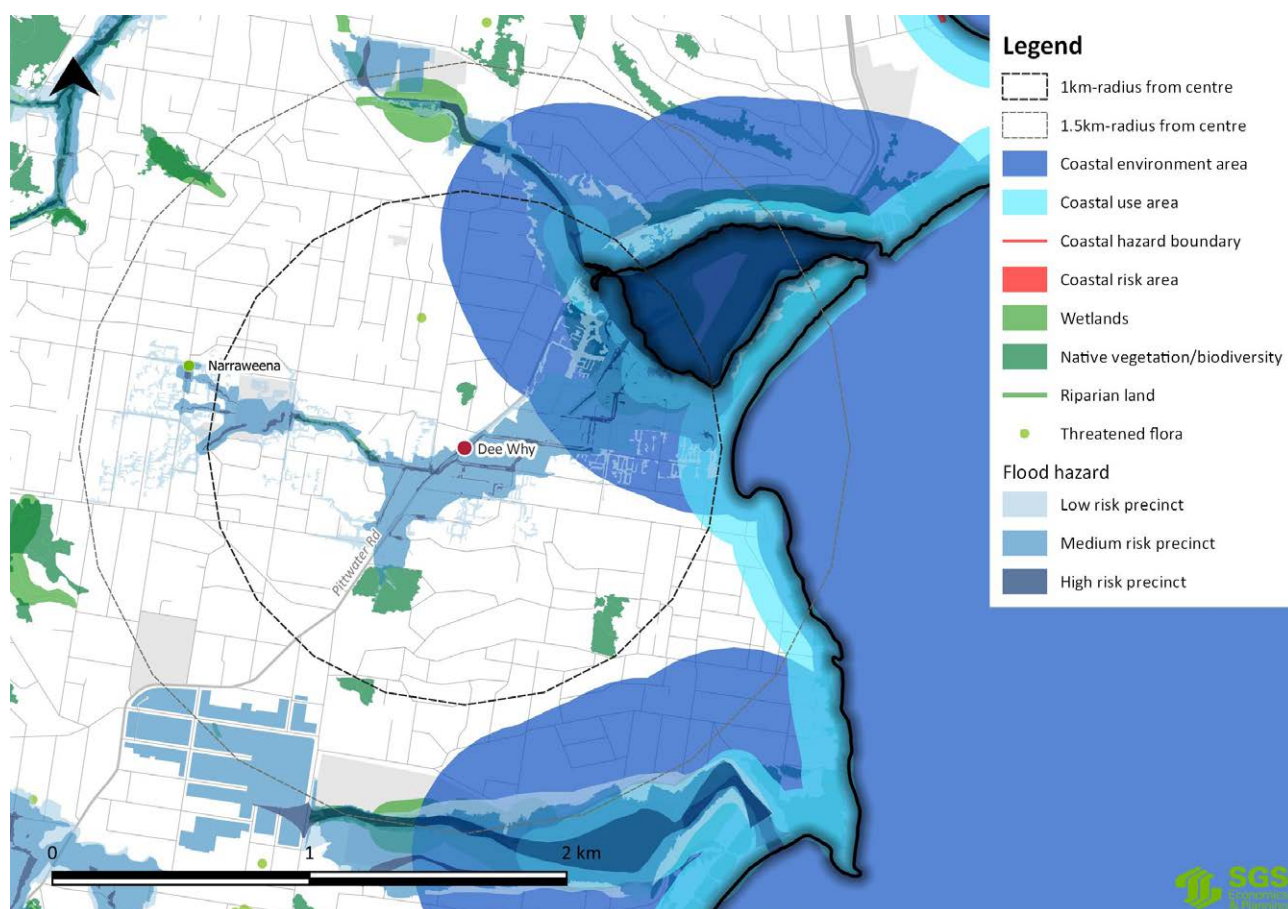 Narraweena
Dee Why
Pittwater Rd
0
1
2 km
Legend
1km-radius from centre
1.5km-radius from centre
Coastal environment area
Coastal use area
Coastal hazard boundary
Coastal risk area
Wetlands
Native vegetation/biodiversity
Riparian land
Threatened flora
Flood hazard
Low risk precinct
Medium risk precinct
High risk precinct
SGS
Economics
& Planning